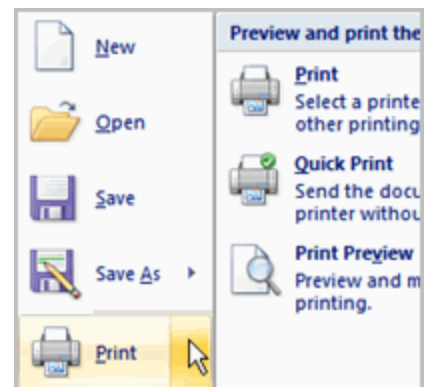 New
Open
Save
Save As
Print
Preview and print the
Print
Select a printe
other printing
Quick Print
Send the docu
printer withou
Print Preview
Preview and m
printing.